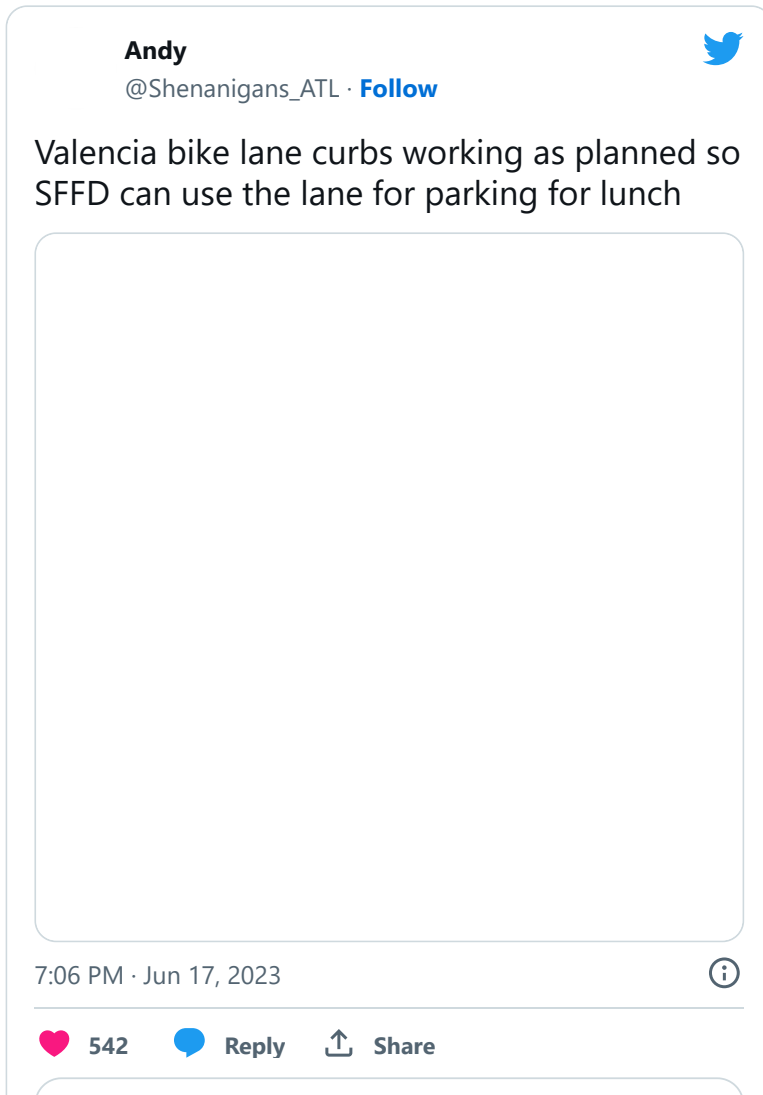 Andy
@Shenanigans_ATL · Follow
Valencia bike lane curbs working as planned so
SFFD can use the lane for parking for lunch
7:06 PM · Jun 17, 2023
542 Reply Share